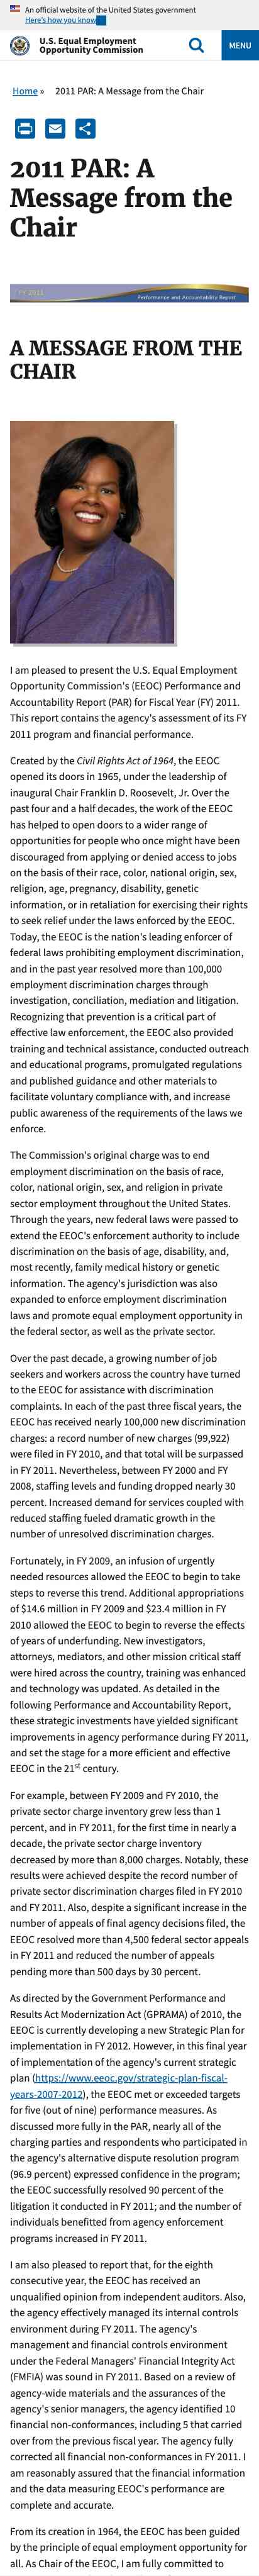 An official website of the United States government
Here's how you know
U.S. Equal Employment
Opportunity Commission
MENU
Home » 2011 PAR: A Message from the Chair
2011 PAR: A
Message from the
Chair
FY 2011
Performance and Accountability Report
A MESSAGE FROM THE
CHAIR
I am pleased to present the U.S. Equal Employment
Opportunity Commission's (EEOC) Performance and
Accountability Report (PAR) for Fiscal Year (FY) 2011.
This report contains the agency's assessment of its FY
2011 program and financial performance.
Created by the Civil Rights Act of 1964, the EEOC
opened its doors in 1965, under the leadership of
inaugural Chair Franklin D. Roosevelt, Jr. Over the
past four and a half decades, the work of the EEOC
has helped to open doors to a wider range of
opportunities for people who once might have been
discouraged from applying or denied access to jobs
on the basis of their race, color, national origin, sex,
religion, age, pregnancy, disability, genetic
information, or in retaliation for exercising their rights
to seek relief under the laws enforced by the EEOC.
Today, the EEOC is the nation's leading enforcer of
federal laws prohibiting employment discrimination,
and in the past year resolved more than 100,000
employment discrimination charges through
investigation, conciliation, mediation and litigation.
Recognizing that prevention is a critical part of
effective law enforcement, the EEOC also provided
training and technical assistance, conducted outreach
and educational programs, promulgated regulations
and published guidance and other materials to
facilitate voluntary compliance with, and increase
public awareness of the requirements of the laws we
enforce.
The Commission's original charge was to end
employment discrimination on the basis of race,
color, national origin, sex, and religion in private
sector employment throughout the United States.
Through the years, new federal laws were passed to
extend the EEOC's enforcement authority to include
discrimination on the basis of age, disability, and,
most recently, family medical history or genetic
information. The agency's jurisdiction was also
expanded to enforce employment discrimination
laws and promote equal employment opportunity in
the federal sector, as well as the private sector.
Over the past decade, a growing number of job
seekers and workers across the country have turned
to the EEOC for assistance with discrimination
complaints. In each of the past three fiscal years, the
EEOC has received nearly 100,000 new discrimination
charges: a record number of new charges (99,922)
were filed in FY 2010, and that total will be surpassed
in FY 2011. Nevertheless, between FY 2000 and FY
2008, staffing levels and funding dropped nearly 30
percent. Increased demand for services coupled with
reduced staffing fueled dramatic growth in the
number of unresolved discrimination charges.
Fortunately, in FY 2009, an infusion of urgently
needed resources allowed the EEOC to begin to take
steps to reverse this trend. Additional appropriations
of $14.6 million in FY 2009 and $23.4 million in FY
2010 allowed the EEOC to begin to reverse the effects
of years of underfunding. New investigators,
attorneys, mediators, and other mission critical staff
were hired across the country, training was enhanced
and technology was updated. As detailed in the
following Performance and Accountability Report,
these strategic investments have yielded significant
improvements in agency performance during FY 2011,
and set the stage for a more efficient and effective
EEOC in the 21st century.
For example, between FY 2009 and FY 2010, the
private sector charge inventory grew less than 1
percent, and in FY 2011, for the first time in nearly a
decade, the private sector charge inventory
decreased by more than 8,000 charges. Notably, these
results were achieved despite the record number of
private sector discrimination charges filed in FY 2010
and FY 2011. Also, despite a significant increase in the
number of appeals of final agency decisions filed, the
EEOC resolved more than 4,500 federal sector appeals
in FY 2011 and reduced the number of appeals
pending more than 500 days by 30 percent.
As directed by the Government Performance and
Results Act Modernization Act (GPRAMA) of 2010, the
EEOC is currently developing a new Strategic Plan for
implementation in FY 2012. However, in this final year
of implementation of the agency's current strategic
plan (https://www.eeoc.gov/strategic-plan-fiscal-
years-2007-2012), the EEOC met or exceeded targets
for five (out of nine) performance measures. As
discussed more fully in the PAR, nearly all of the
charging parties and respondents who participated in
the agency's alternative dispute resolution program
(96.9 percent) expressed confidence in the program;
the EEOC successfully resolved 90 percent of the
litigation it conducted in FY 2011; and the number of
individuals benefitted from agency enforcement
programs increased in FY 2011.
I am also pleased to report that, for the eighth
consecutive year, the EEOC has received an
unqualified opinion from independent auditors. Also,
the agency effectively managed its internal controls
environment during FY 2011. The agency's
management and financial controls environment
under the Federal Managers' Financial Integrity Act
(FMFIA) was sound in FY 2011. Based on a review of
agency-wide materials and the assurances of the
agency's senior managers, the agency identified 10
financial non-conformances, including 5 that carried
over from the previous fiscal year. The agency fully
corrected all financial non-conformances in FY 2011. I
am reasonably assured that the financial information
and the data measuring EEOC's performance are
complete and accurate.
From its creation in 1964, the EEOC has been guided
by the principle of equal employment opportunity for
all. As Chair of the EEOC, I am fully committed to